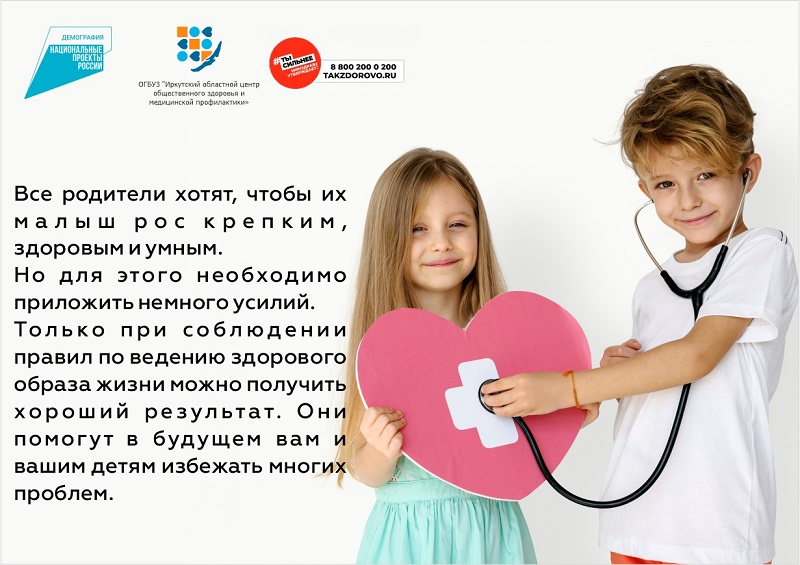 ДЕМОГРАФИЯ
НАЦИОНАЛЬНЫЕ
ПРОЕКТЫ
РОССИИ
ОГБУЗ "Иркутский областной центр
общественного здоровья и
медицинской профилактики»
#ТЫ
СИЛЬНЕЕ
МИНЗДРАВ
УТВЕРЖДАЕТ!
8 800 200 0 200
TAKZDOROVO.RU
Все родители хотят, чтобы их
малыш рос крепким,
здоровым и умным.
Но для этого необходимо
приложить немного усилий.
Только при соблюдении
правил по ведению здорового
образа жизни можно получить
хороший результат. Они
помогут в будущем вам и
вашим детям избежать многих
проблем.